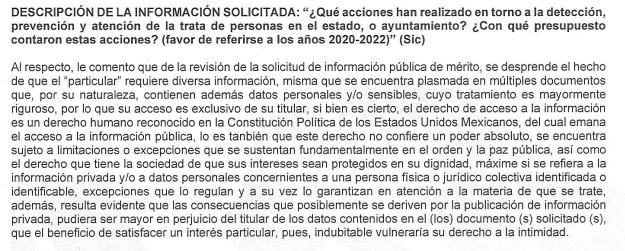 DESCRIPCIÓN DE LA INFORMACIÓN SOLICITADA: “¿Qué acciones han realizado en torno a la detección,
prevención y atención de la trata de personas en el estado, o ayuntamiento? ¿Con qué presupuesto
contaron estas acciones? (favor de referirse a los años 2020-2022)” (Sic)
Al respecto, le comento que de la revisión de la solicitud de información pública de mérito, se desprende el hecho
de que el “particular” requiere diversa información, misma que se encuentra plasmada en múltiples documentos
que, por su naturaleza, contienen además datos personales y/o sensibles, cuyo tratamiento es mayormente
riguroso, por lo que su acceso es exclusivo de su titular, si bien es cierto, el derecho de acceso a la información
es un derecho humano reconocido en la Constitución Política de los Estados Unidos Mexicanos, del cual emana
el acceso a la información pública, lo es tanbién que este derecho no confiere un poder absoluto, se encuentra
sujeto a limitaciones o excepciones que se sustentan fundamentalmente en el orden y la paz pública, así como
el derecho que tiene la sociedad de que sus intereses sean protegidos en su dignidad, máxime si se refiera a la
información privada y/o a datos personales concernientes a una persona física o jurídico colectiva identificada o
identificable, excepciones que lo regulan y a su vez lo garantizan en atención a la materia de que se trate,
además, resulta evidente que las consecuencias que posiblemente se deriven por la publicación de información
privada, pudiera ser mayor en perjuicio del titular de los datos contenidos en el (los) documento (s) solicitado (s),
que el beneficio de satisfacer un interés particular, pues, indubitable vulneraría su derecho a la intimidad.